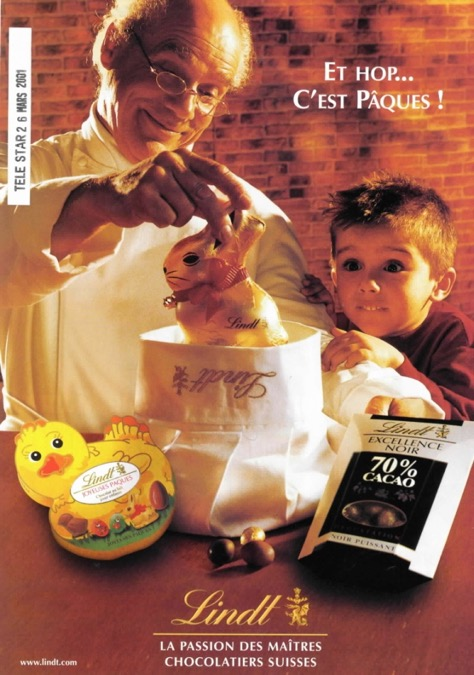 TELE STAR 2 6 MARS 2001
ET HOP...
C'EST PÂQUES !
Lindt
Lindt
Lindt
JOYEUSES PÂQUES
Lindt
EXCELLENCE
NOIR
70%
CACAO
NOIR PUISSANT
Lindt
LA PASSION DES MAÎTRES
CHOCOLATIERS SUISSES
www.lindt.com